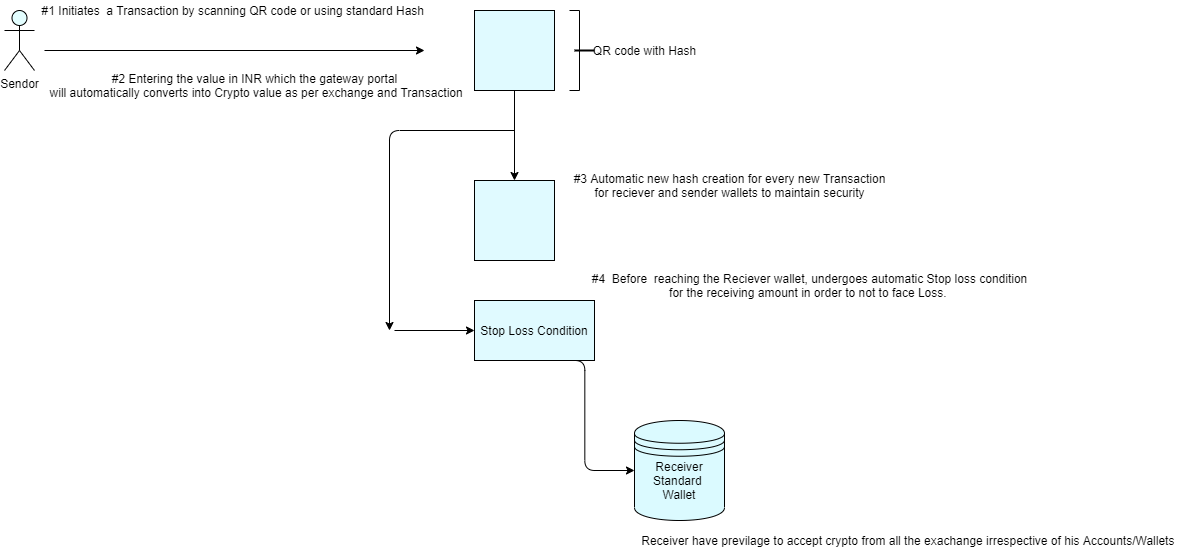 #1 Initiates  a Transaction by scanning QR code or using standard Hash
QR code with Hash
Sendor
#2 Entering the value in INR which the gateway portal
will automatically converts into Crypto value as per exchange and Transaction
#3 Automatic new hash creation for every new Transaction
for reciever and sender wallets to maintain security
#4  Before  reaching the Reciever wallet, undergoes automatic Stop loss condition
for the receiving amount in order to not to face Loss.
Stop Loss Condition
Receiver
Standard
Wallet
Receiver have previlage to accept crypto from all the exachange irrespective of his Accounts/Wallets